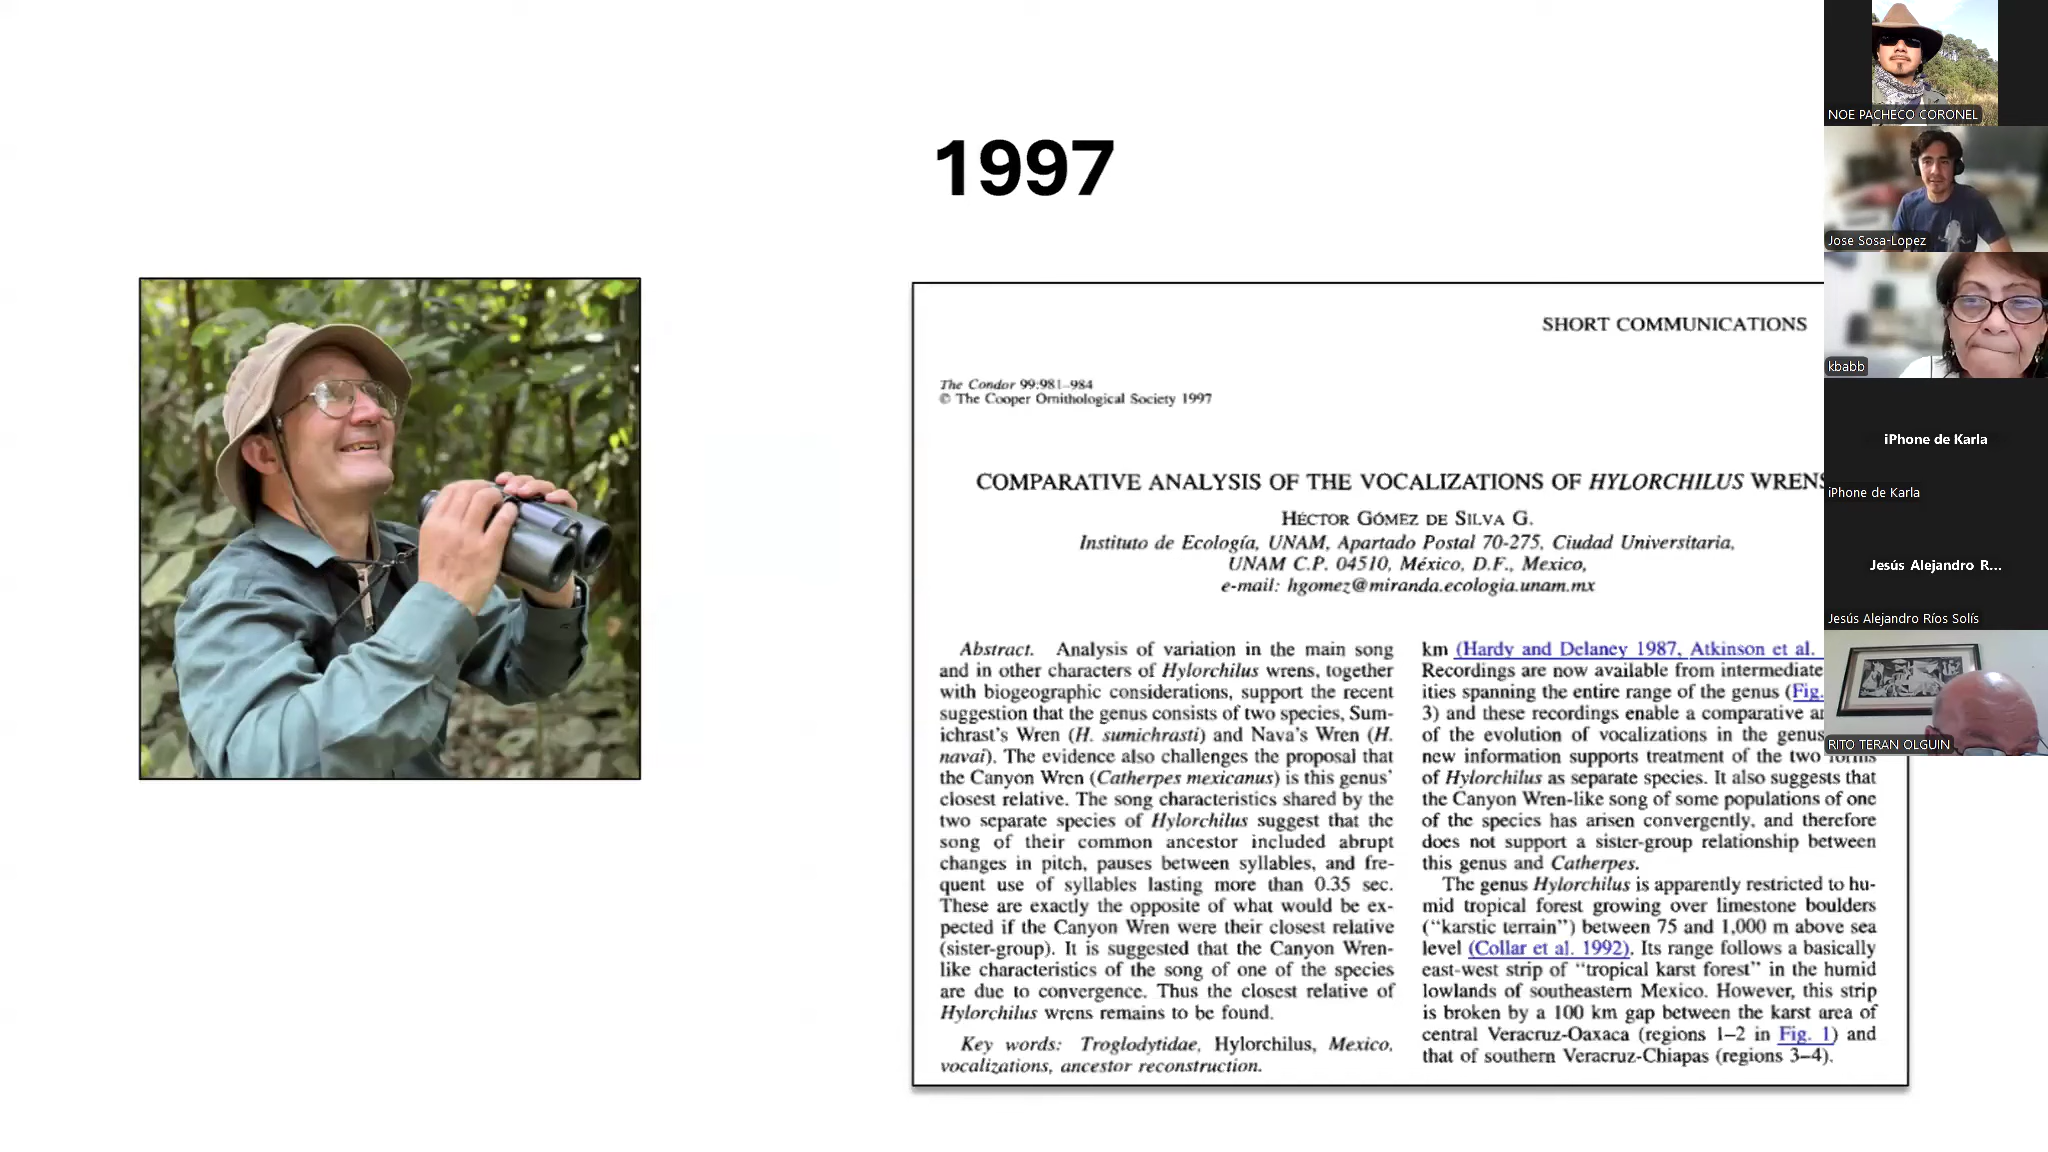 1997
SHORT COMMUNICATIONS
The Condor 99:981–984
© The Cooper Ornithological Society 1997
COMPARATIVE ANALYSIS OF THE VOCALIZATIONS OF HYLORCHILUS WRENS
HÉCTOR GÓMEZ DE SILVA G.
Instituto de Ecología, UNAM, Apartado Postal 70-275, Ciudad Universitaria,
UNAM C.P. 04510, México, D.F., Mexico,
e-mail: hgomez@miranda.ecologia.unam.mx
Abstract. Analysis of variation in the main song
and in other characters of Hylorchilus wrens, together
with biogeographic considerations, support the recent
suggestion that the genus consists of two species, Sum-
ichrast's Wren (H. sumichrasti) and Nava's Wren (H.
navai). The evidence also challenges the proposal that
the Canyon Wren (Catherpes mexicanus) is this genus'
closest relative. The song characteristics shared by the
two separate species of Hylorchilus suggest that the
song of their common ancestor included abrupt
changes in pitch, pauses between syllables, and fre-
quent use of syllables lasting more than 0.35 sec.
These are exactly the opposite of what would be ex-
pected if the Canyon Wren were their closest relative
(sister-group). It is suggested that the Canyon Wren-
like characteristics of the song of one of the species
are due to convergence. Thus the closest relative of
Hylorchilus wrens remains to be found.
Key words: Troglodytidae, Hylorchilus, Mexico,
vocalizations, ancestor reconstruction.
km (Hardy and Delaney 1987, Atkinson et al.
Recordings are now available from intermediate
ities spanning the entire range of the genus (Fig.
3) and these recordings enable a comparative
of the evolution of vocalizations in the genus
new information supports treatment of the two forms
of Hylorchilus as separate species. It also suggests that
the Canyon Wren-like song of some populations of one
of the species has arisen convergently, and therefore
does not support a sister-group relationship between
this genus and Catherpes.
The genus Hylorchilus is apparently restricted to hu-
mid tropical forest growing over limestone boulders
("karstic terrain") between 75 and 1,000 m above sea
level (Collar et al. 1992). Its range follows a basically
east-west strip of "tropical karst forest" in the humid
lowlands of southeastern Mexico. However, this strip
is broken by a 100 km gap between the karst area of
central Veracruz-Oaxaca (regions 1–2 in Fig. 1) and
that of southern Veracruz-Chiapas (regions 3–4).
NOE PACHECO CORONEL
Jose Sosa-Lopez
kbabb
iPhone de Karla
iPhone de Karla
Jesús Alejandro R...
Jesús Alejandro Ríos Solís
RITO TERAN OLGUIN